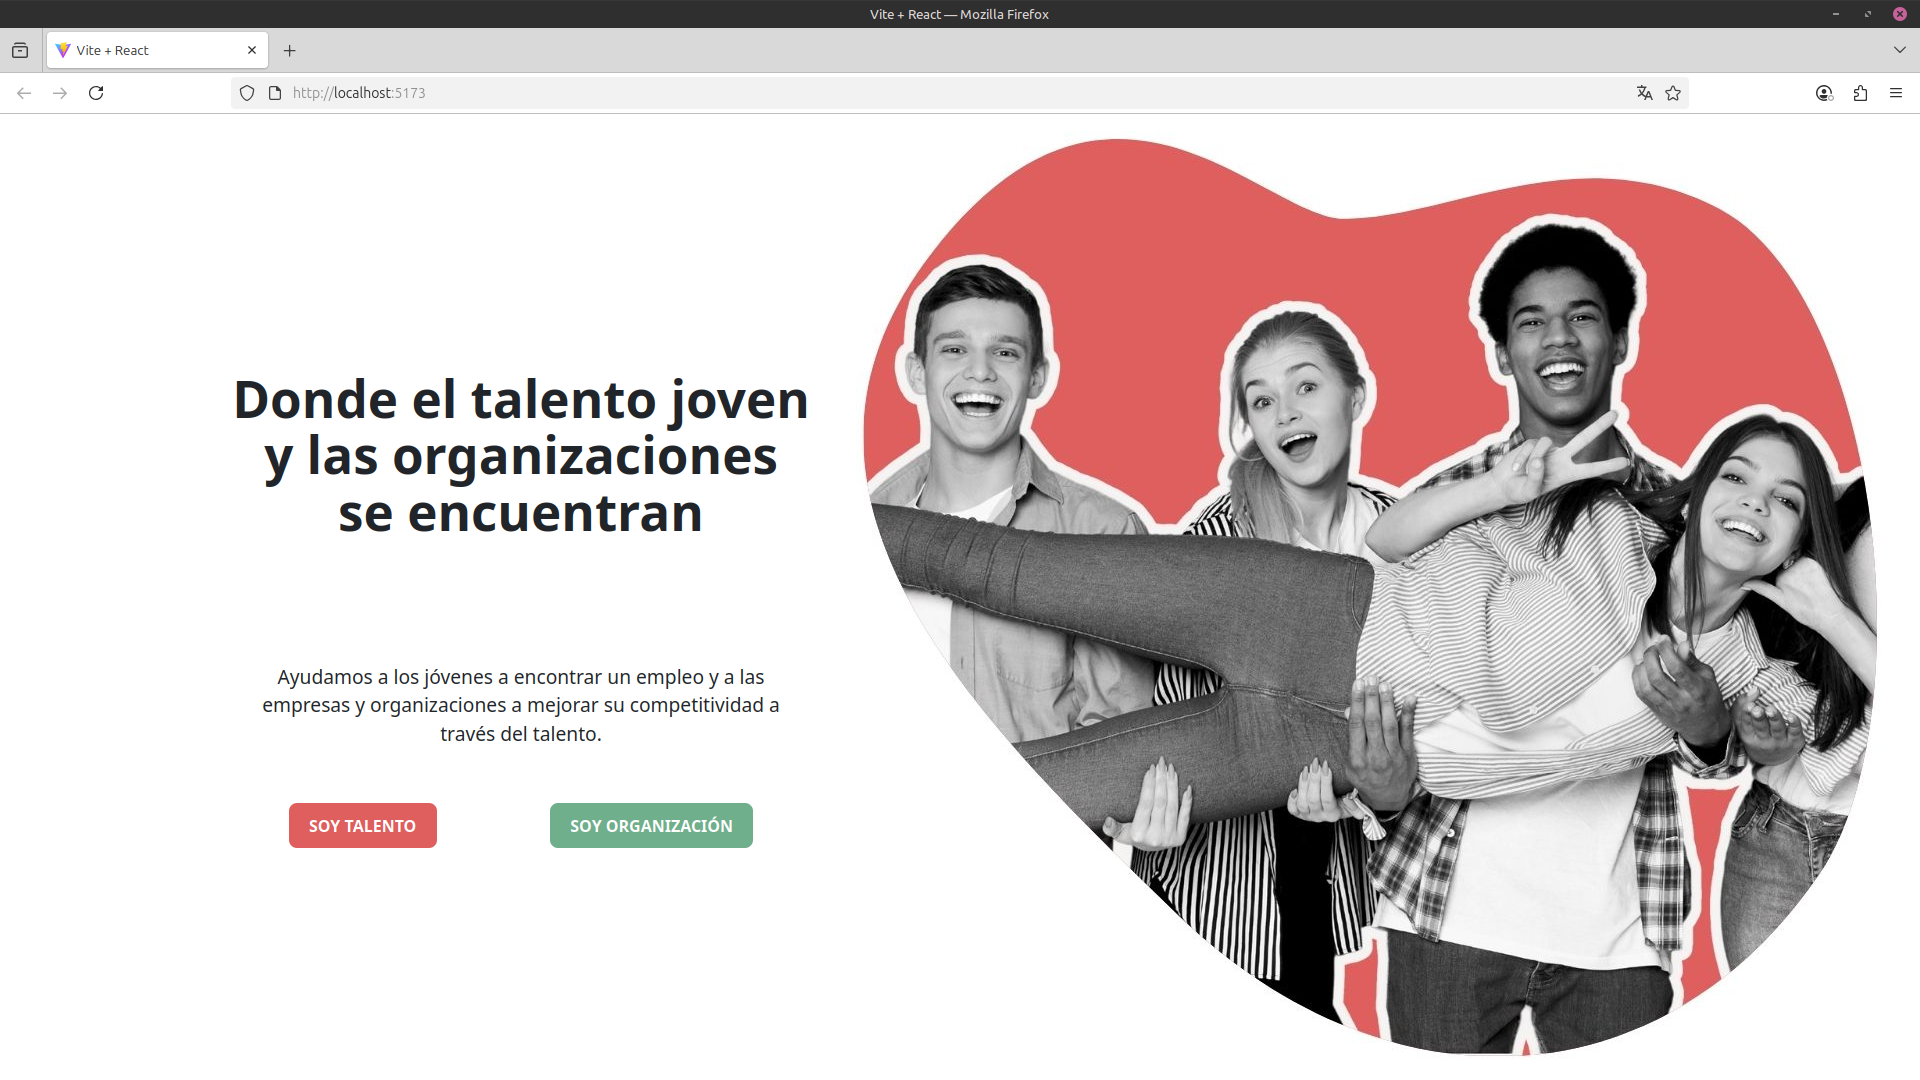 Vite + React — Mozilla Firefox
Vite + React
http://localhost:5173
Donde el talento joven
y las organizaciones
se encuentran
Ayudamos a los jóvenes a encontrar un empleo y a las
empresas y organizaciones a mejorar su competitividad a
través del talento.
SOY TALENTO
SOY ORGANIZACIÓN